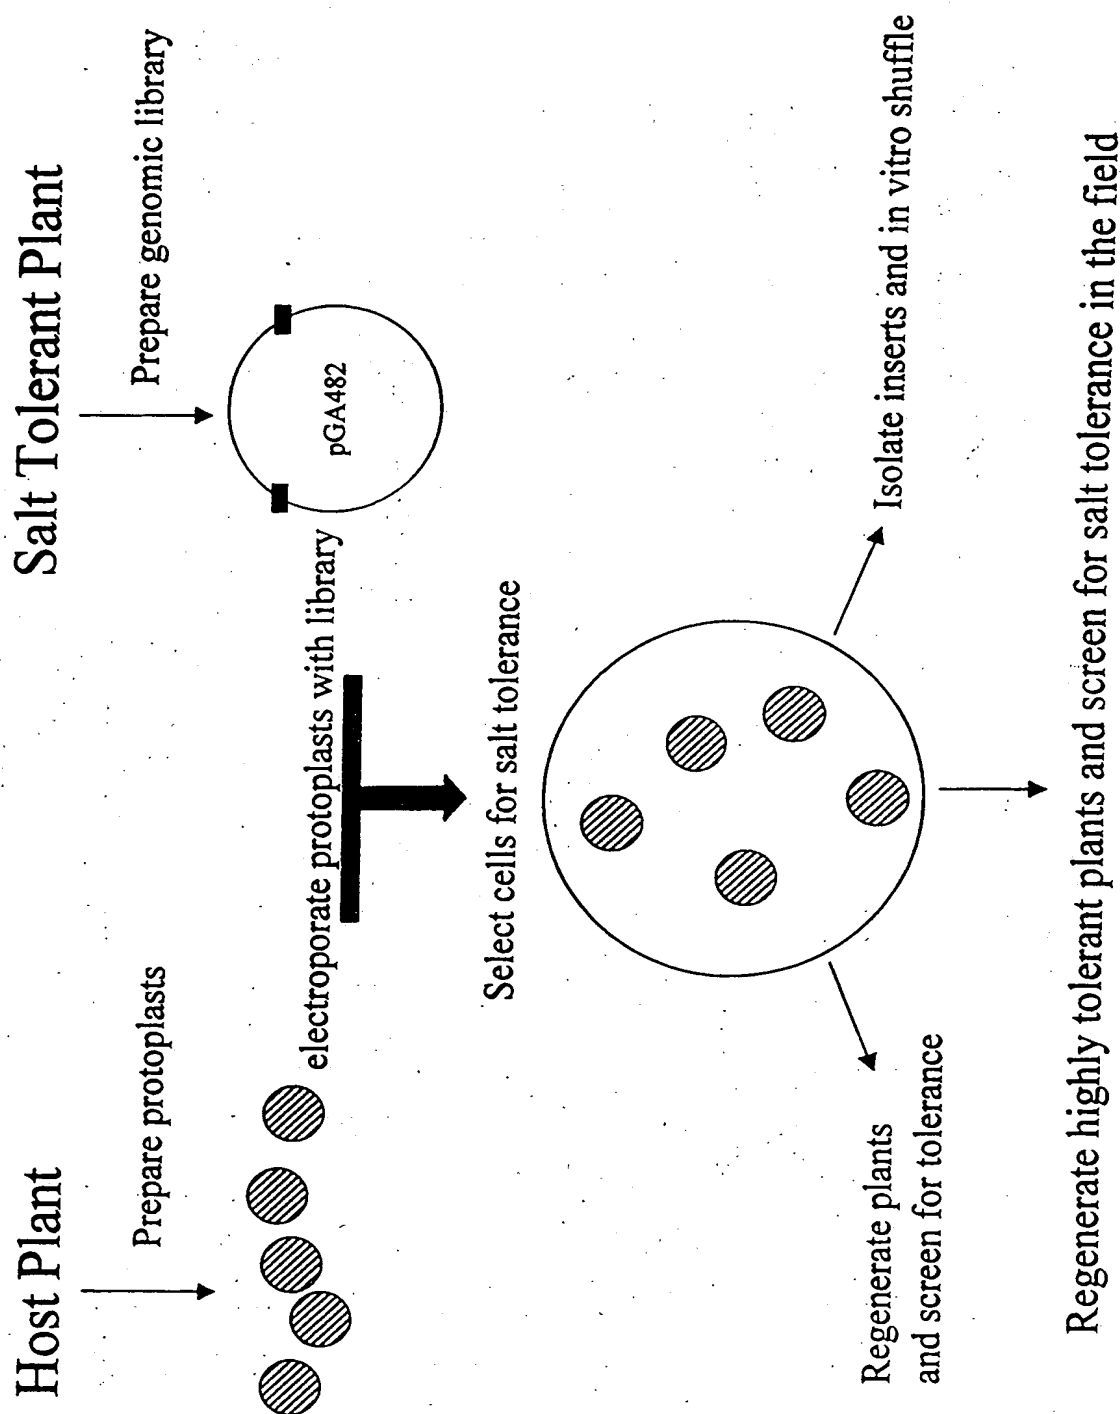 Host Plant
Salt Tolerant Plant
Prepare protoplasts
Prepare genomic library
pGA482
electroporate protoplasts with library
Select cells for salt tolerance
Regenerate plants
and screen for tolerance
Isolate inserts and in vitro shuffle
Regenerate highly tolerant plants and screen for salt tolerance in the field